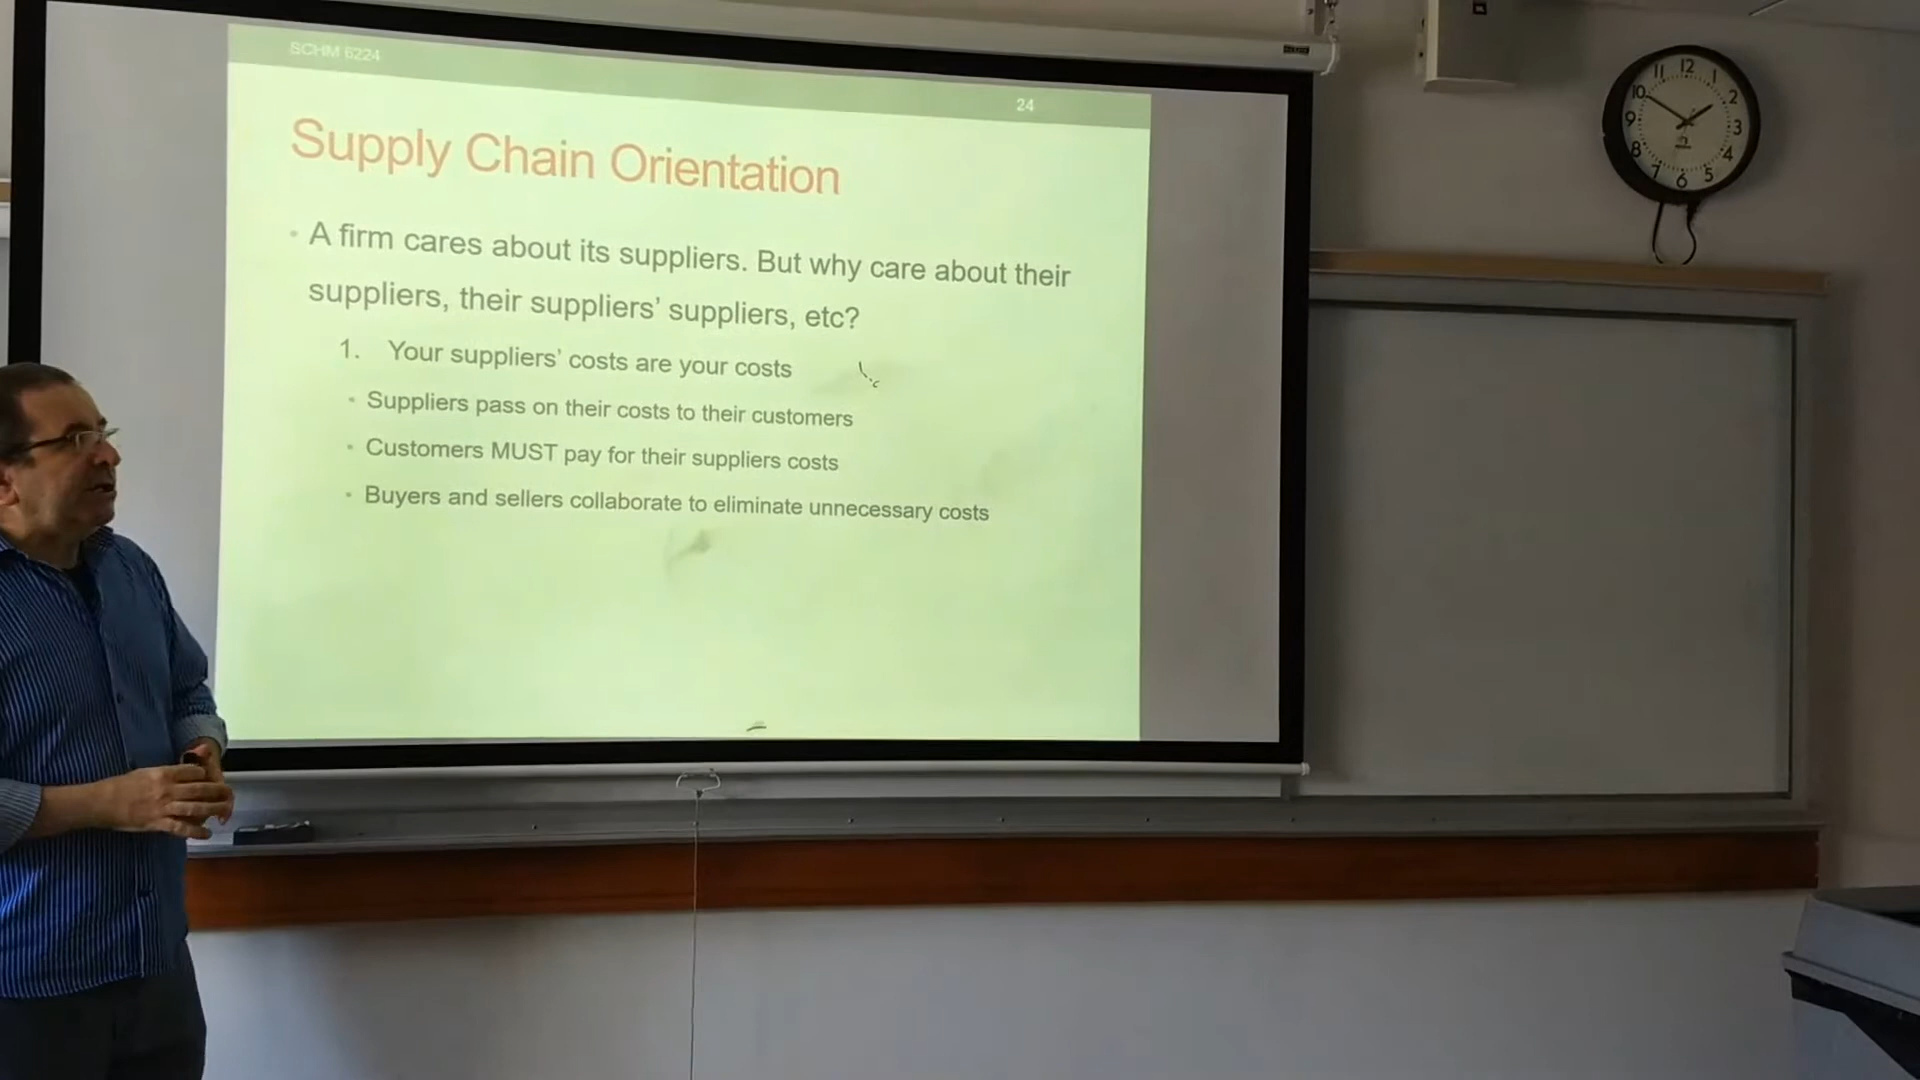 SCHM 6224
24
Supply Chain Orientation
• A firm cares about its suppliers. But why care about their
suppliers, their suppliers’ suppliers, etc?
1. Your suppliers’ costs are your costs
• Suppliers pass on their costs to their customers
• Customers MUST pay for their suppliers costs
• Buyers and sellers collaborate to eliminate unnecessary costs
12
1
2
3
4
5
6
7
8
9
10
11